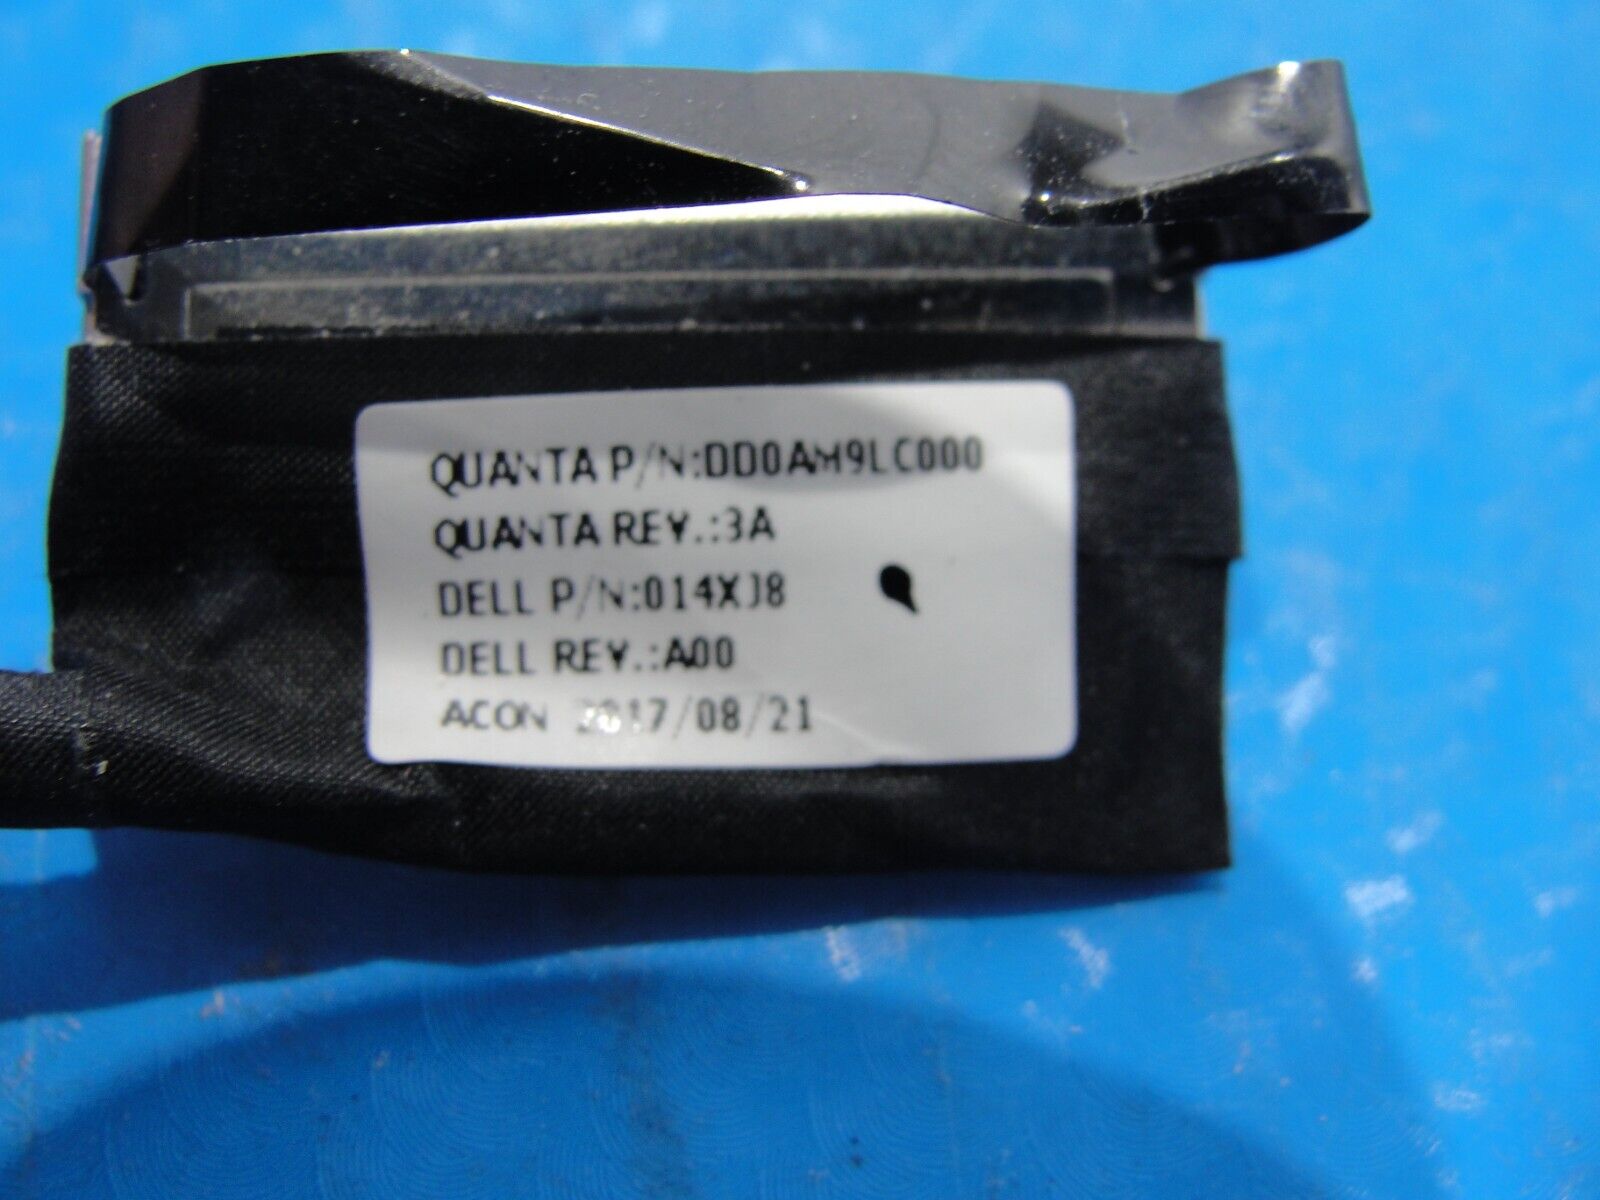 QUANTA P/N:DD0AM9LC000
QUANTA REV.:3A
DELL P/N:014XJ8
DELL REV.:A00
ACON 2017/08/21